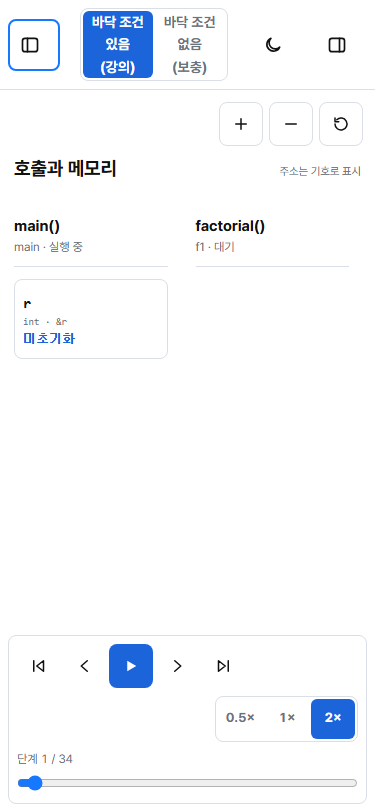 바닥 조건
있음
(강의)
바닥 조건
없음
(보충)
호출과 메모리
주소는 기호로 표시
main()
main · 실행 중
factorial()
f1 · 대기
r
int · &r
미초기화
0.5×
1×
2×
단계 1 / 34